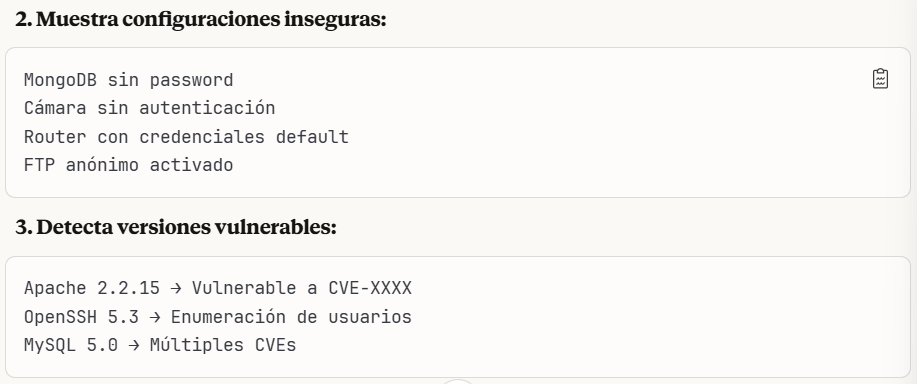 2. Muestra configuraciones inseguras:
MongoDB sin password
Cámara sin autenticación
Router con credenciales default
FTP anónimo activado
3. Detecta versiones vulnerables:
Apache 2.2.15 → Vulnerable a CVE-XXXX
OpenSSH 5.3 → Enumeración de usuarios
MySQL 5.0 → Múltiples CVEs